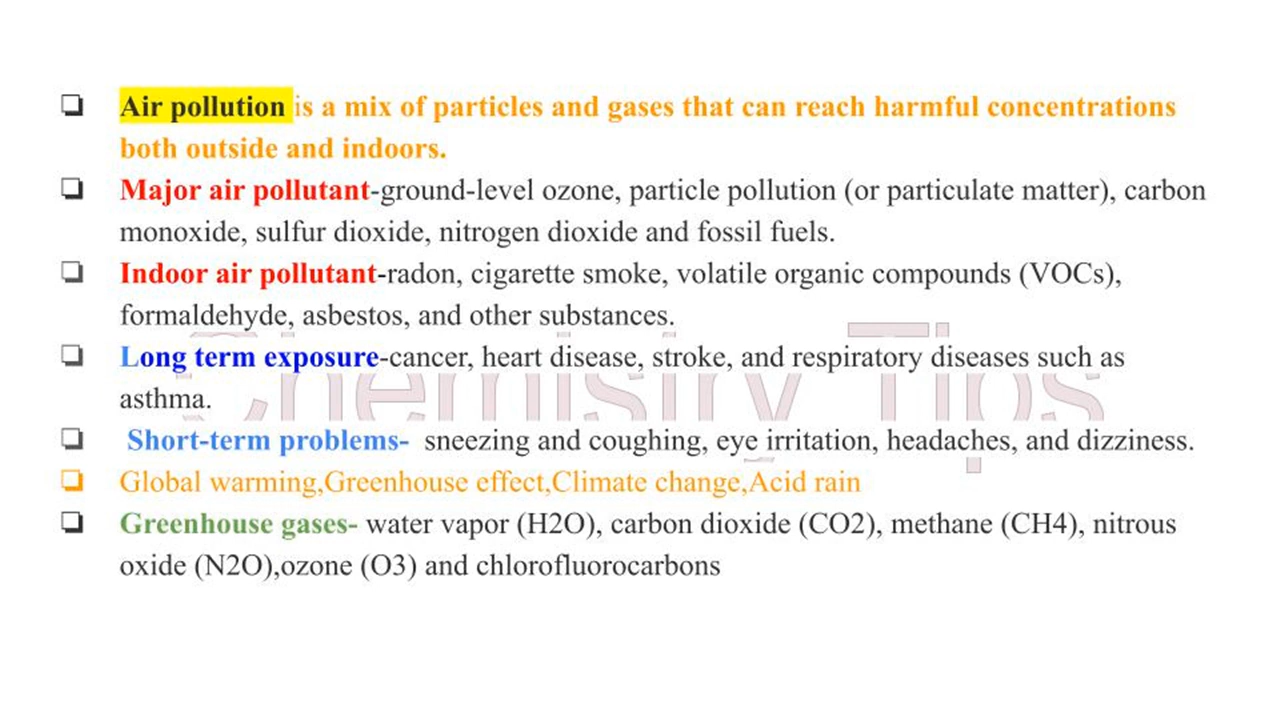 ❏ Air pollution is a mix of particles and gases that can reach harmful concentrations
both outside and indoors.
❏ Major air pollutant-ground-level ozone, particle pollution (or particulate matter), carbon
monoxide, sulfur dioxide, nitrogen dioxide and fossil fuels.
❏ Indoor air pollutant-radon, cigarette smoke, volatile organic compounds (VOCs),
formaldehyde, asbestos, and other substances.
❏ Long term exposure-cancer, heart disease, stroke, and respiratory diseases such as
asthma.
Chemistry Tips
❏ Short-term problems- sneezing and coughing, eye irritation, headaches, and dizziness.
❏ Global warming,Greenhouse effect,Climate change,Acid rain
❏ Greenhouse gases- water vapor (H2O), carbon dioxide (CO2), methane (CH4), nitrous
oxide (N2O),ozone (O3) and chlorofluorocarbons